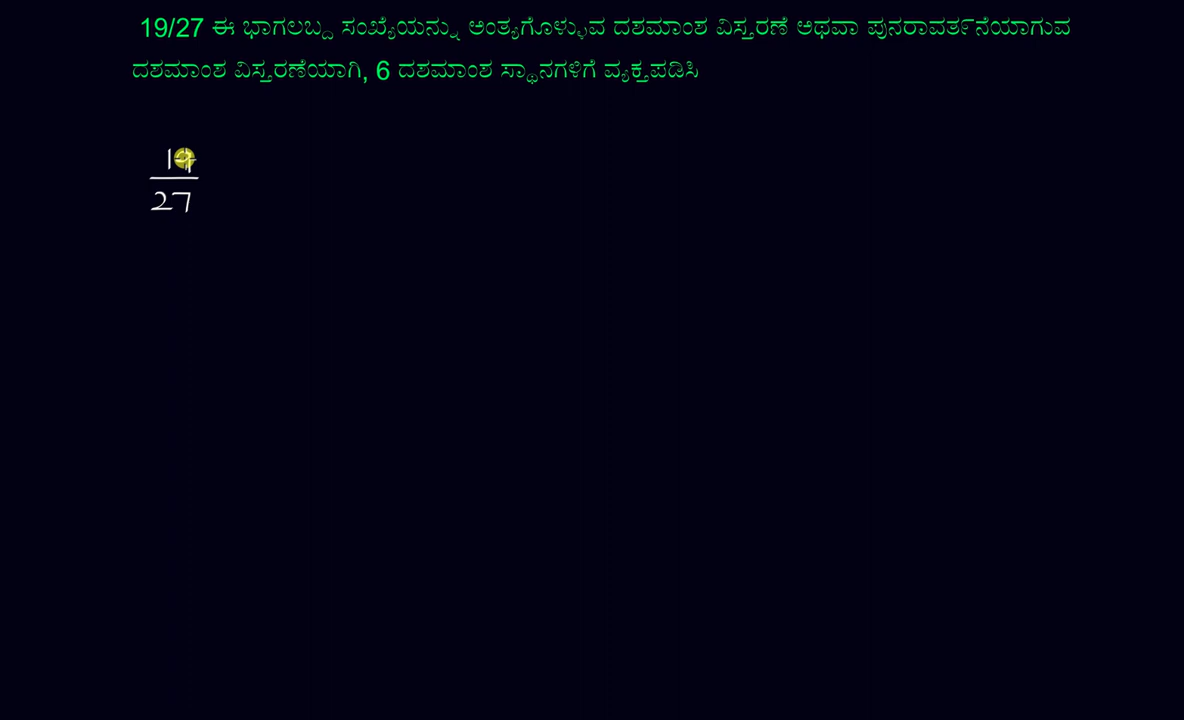 19/27 ಈ ಭಾಗಲಬ್ಧ ಸಂಖ್ಯೆಯನ್ನು ಅಂತ್ಯಗೊಳ್ಳುವ ದಶಮಾಂಶ ವಿಸ್ತರಣೆ ಅಥವಾ ಪುನರಾವರ್ತನೆಯಾಗುವ
ದಶಮಾಂಶ ವಿಸ್ತರಣೆಯಾಗಿ, 6 ದಶಮಾಂಶ ಸ್ಥಾನಗಳಿಗೆ ವ್ಯಕ್ತಪಡಿಸಿ
19
27